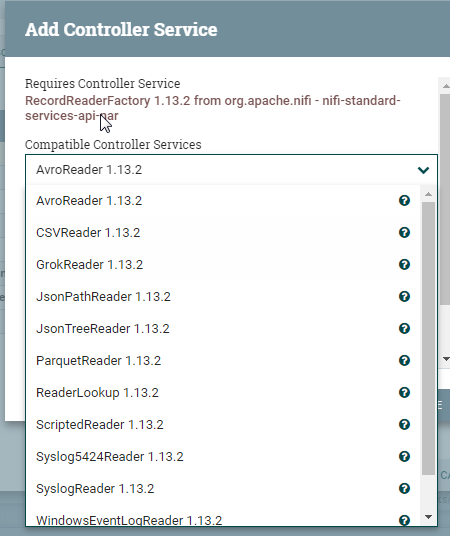 Add Controller Service
Requires Controller Service
RecordReaderFactory 1.13.2 from org.apache.nifi - nifi-standard-
services-api-nar
Compatible Controller Services
AvroReader 1.13.2
AvroReader 1.13.2
CSVReader 1.13.2
GrokReader 1.13.2
JsonPathReader 1.13.2
JsonTreeReader 1.13.2
ParquetReader 1.13.2
ReaderLookup 1.13.2
ScriptedReader 1.13.2
Syslog5424Reader 1.13.2
SyslogReader 1.13.2
WindowsEventLogReader 1.13.2